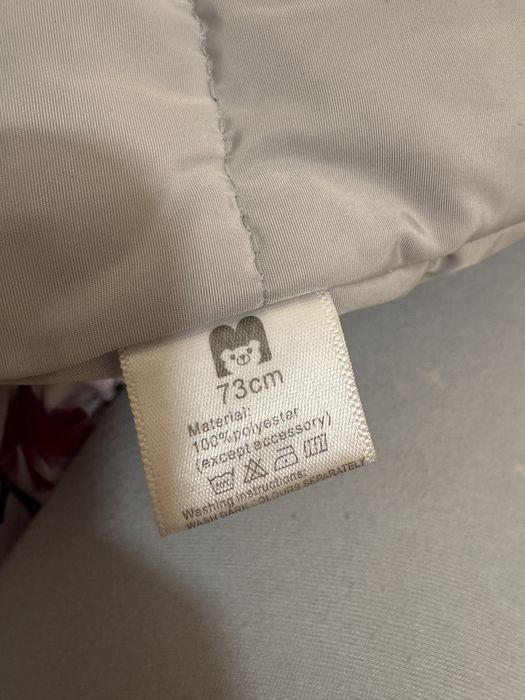 73cm
Material:
100%polyester
(except accessory)
Washing instructions:
WASH DARK COLOURS SEPARATELY